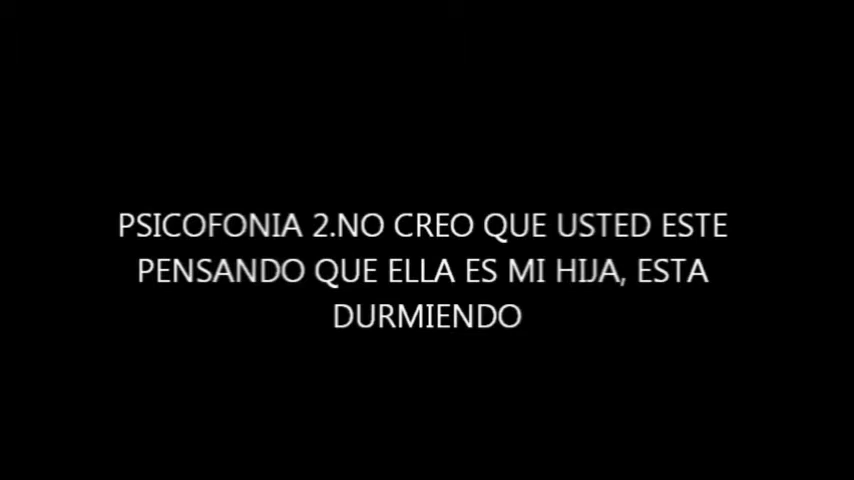 PSICOFONIA 2.NO CREO QUE USTED ESTE
PENSANDO QUE ELLA ES MI HIJA, ESTA
DURMIENDO